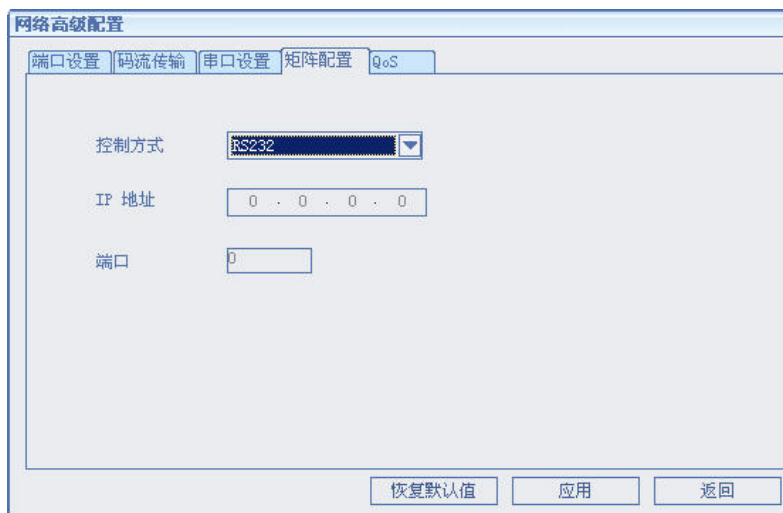 网络高级配置
端口设置 码流传输 串口设置 矩阵配置 QoS
控制方式 RS232
IP 地址 0 . 0 . 0 . 0
端口 0
恢复默认值 应用 返回